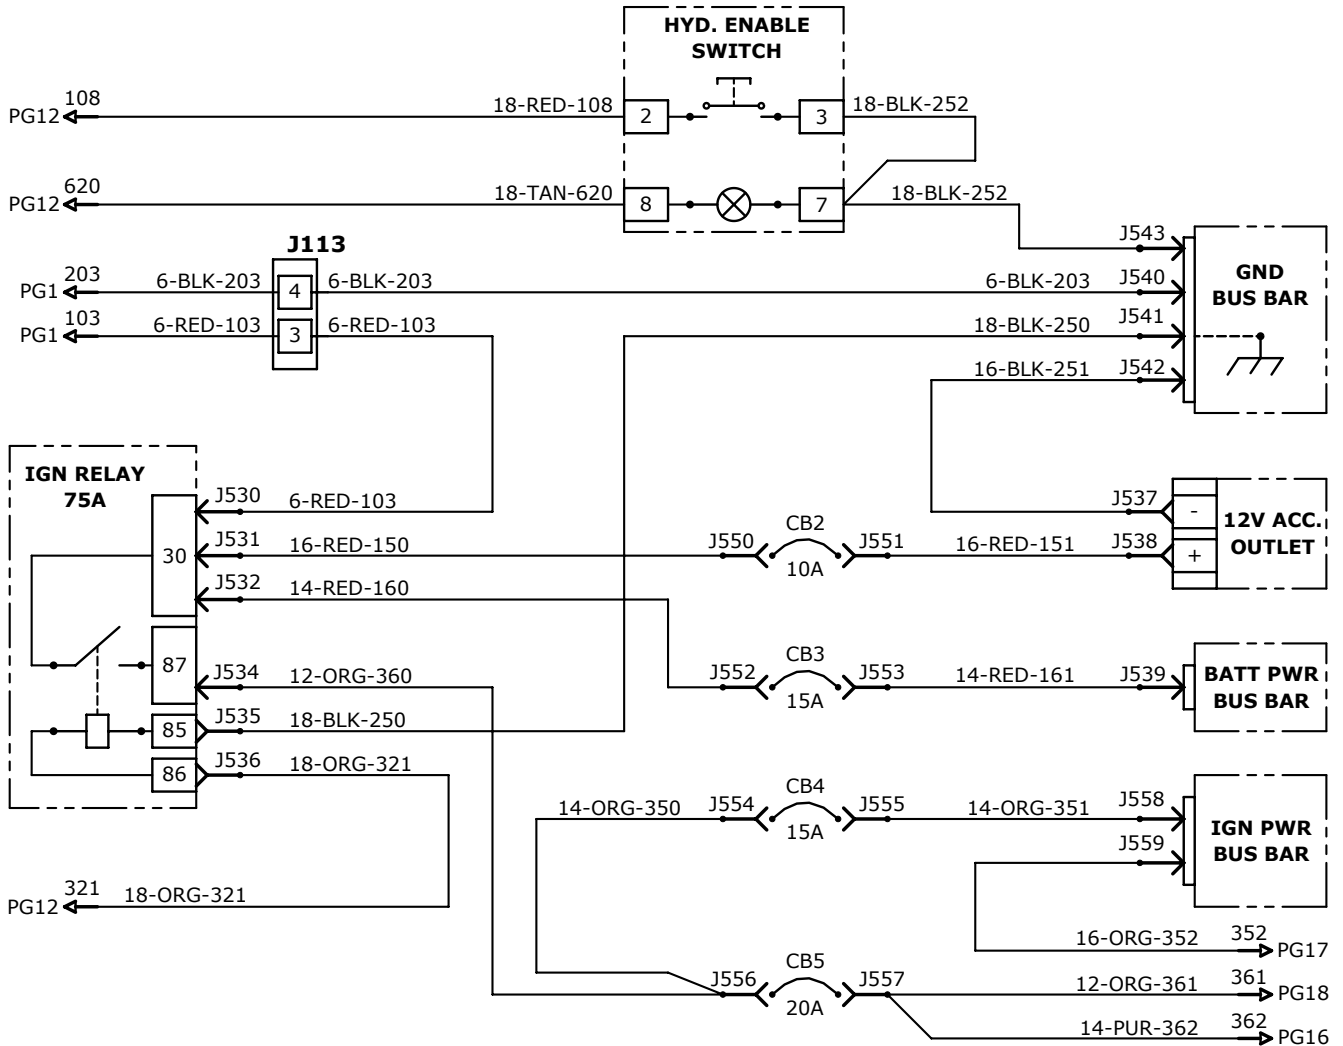 HYD. ENABLE
SWITCH
108
PG12
18-RED-108
2
3
18-BLK-252
620
PG12
18-TAN-620
8
7
18-BLK-252
J113
203
PG1
6-BLK-203
4
6-BLK-203
6-BLK-203
103
PG1
6-RED-103
3
6-RED-103
18-BLK-250
16-BLK-251
J543
J540
J541
J542
GND
BUS BAR
IGN RELAY
75A
30
J530
6-RED-103
J531
16-RED-150
J532
14-RED-160
87
J534
12-ORG-360
85
J535
18-BLK-250
86
J536
18-ORG-321
321
PG12
18-ORG-321
J537
-
J538
+
12V ACC.
OUTLET
J550
CB2
10A
J551
16-RED-151
J552
CB3
15A
J553
14-RED-161
J539
BATT PWR
BUS BAR
14-ORG-350
J554
CB4
15A
J555
14-ORG-351
J558
J559
IGN PWR
BUS BAR
16-ORG-352
352
PG17
J556
CB5
20A
J557
12-ORG-361
361
PG18
14-PUR-362
362
PG16